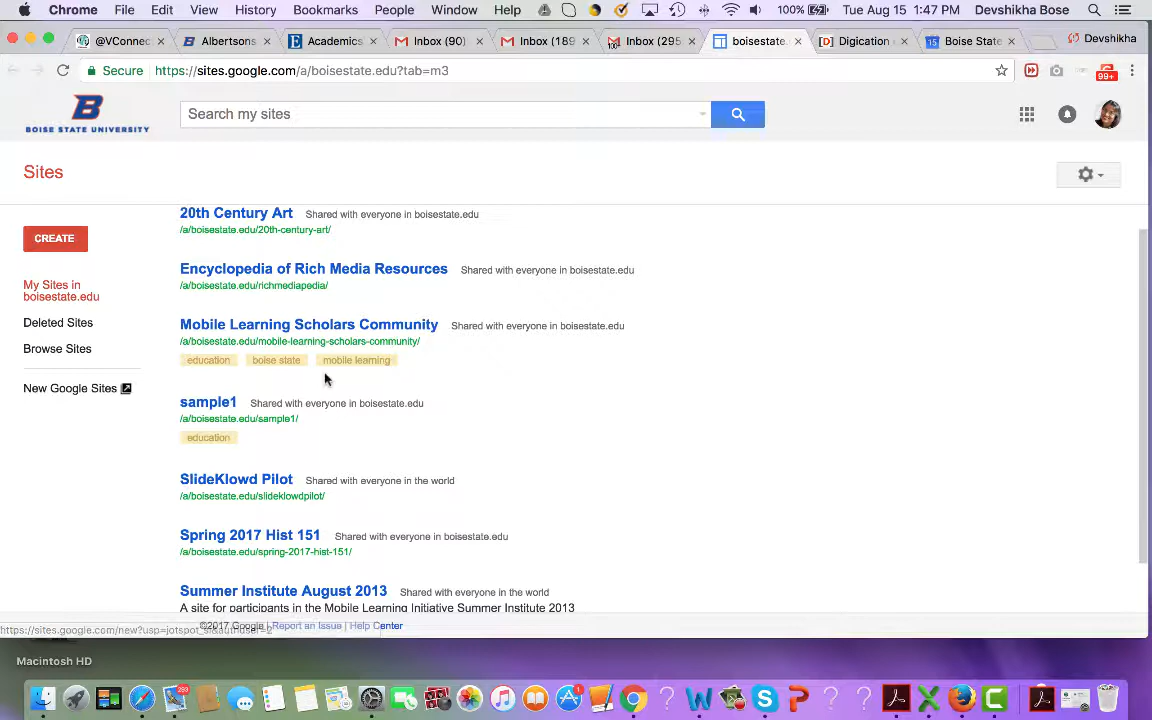 Chrome File Edit View History Bookmarks People Window Help 100% Tue Aug 15 1:47 PM Devshikha Bose
@VConnec Albertsons Academics Inbox (90) Inbox (189 Inbox (295 boisestate. Digication Boise State Devshikha
Secure https://sites.google.com/a/boisestate.edu?tab=m3 99+
B
BOISE STATE UNIVERSITY
Search my sites
Sites
CREATE
My Sites in
boisestate.edu
Deleted Sites
Browse Sites
New Google Sites
20th Century Art Shared with everyone in boisestate.edu
/a/boisestate.edu/20th-century-art/
Encyclopedia of Rich Media Resources Shared with everyone in boisestate.edu
/a/boisestate.edu/richmediapedia/
Mobile Learning Scholars Community Shared with everyone in boisestate.edu
/a/boisestate.edu/mobile-learning-scholars-community/
education boise state mobile learning
sample1 Shared with everyone in boisestate.edu
/a/boisestate.edu/sample1/
education
SlideKlowd Pilot Shared with everyone in the world
/a/boisestate.edu/slideklowdpilot/
Spring 2017 Hist 151 Shared with everyone in boisestate.edu
/a/boisestate.edu/spring-2017-hist-151/
Summer Institute August 2013 Shared with everyone in the world
A site for participants in the Mobile Learning Initiative Summer Institute 2013
©2017 Google | Report an Issue | Help Center
Macintosh HD